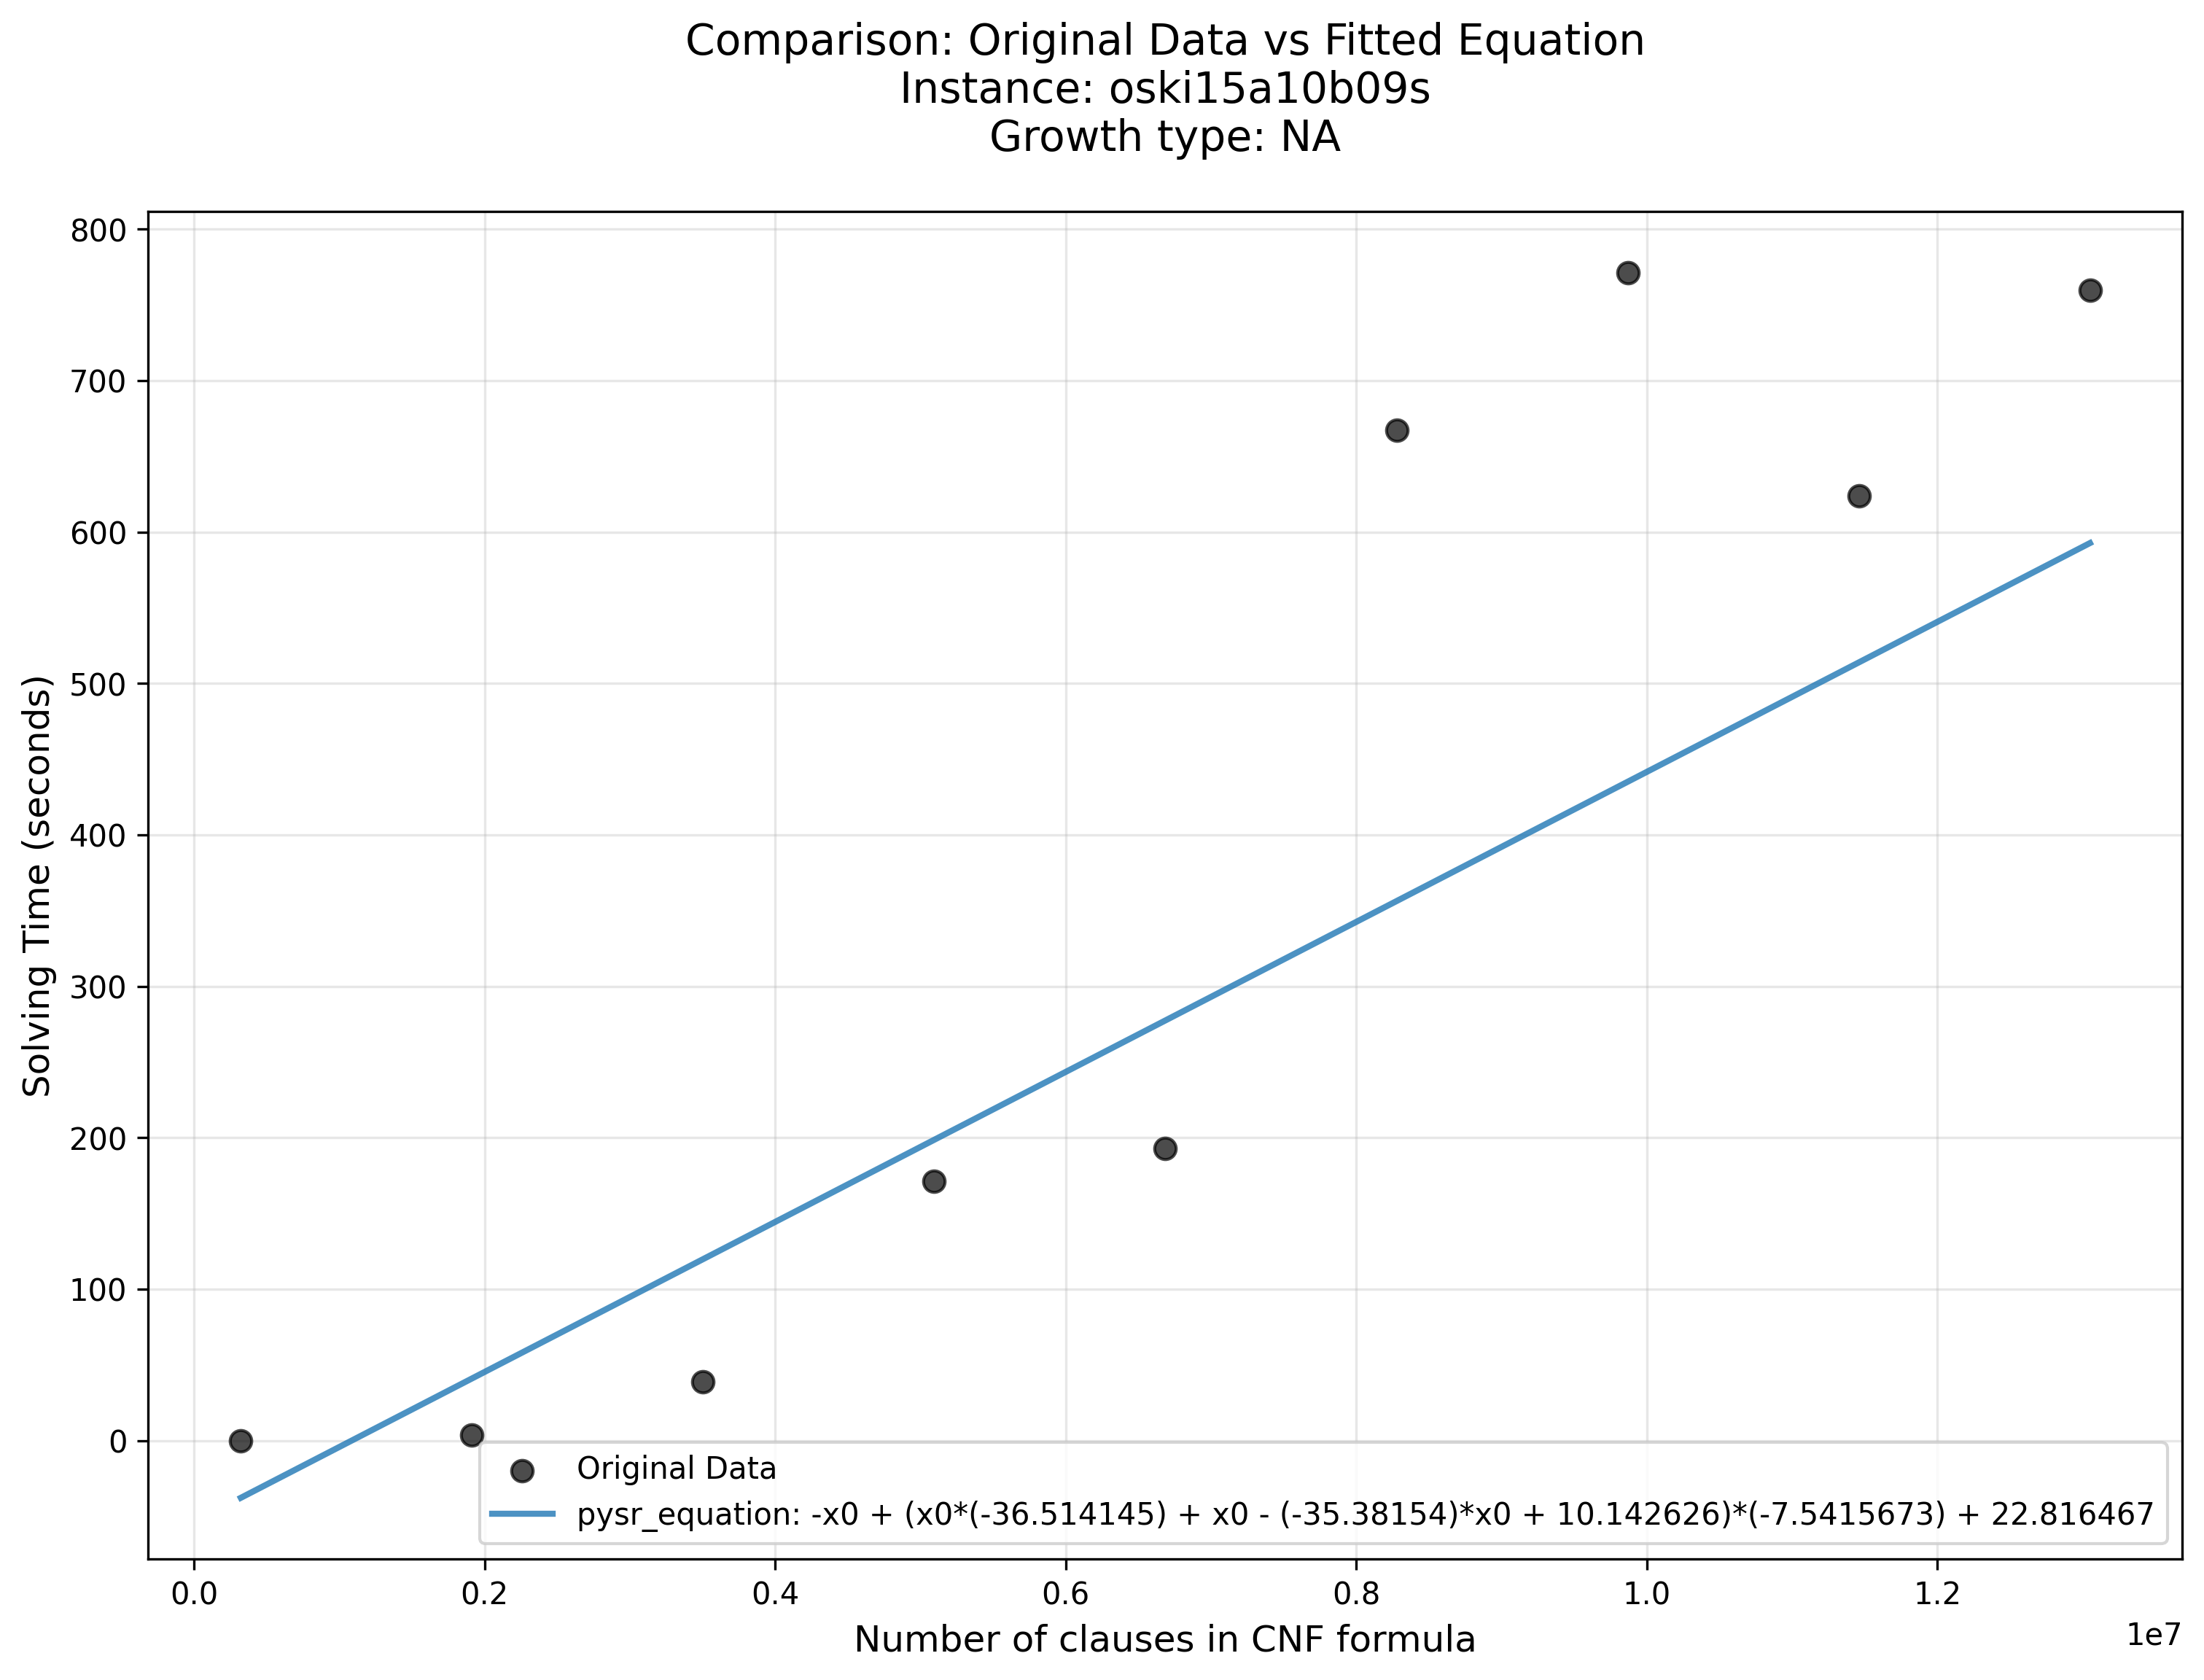 Comparison: Original Data vs Fitted Equation
Instance: oski15a10b09s
Growth type: NA
800
700
600
500
400
300
200
100
0
Solving Time (seconds)
Original Data
pysr_equation: -x0 + (x0*(-36.514145) + x0 - (-35.38154)*x0 + 10.142626)*(-7.5415673) + 22.816467
0.0 0.2 0.4 0.6 0.8 1.0 1.2
1e7
Number of clauses in CNF formula